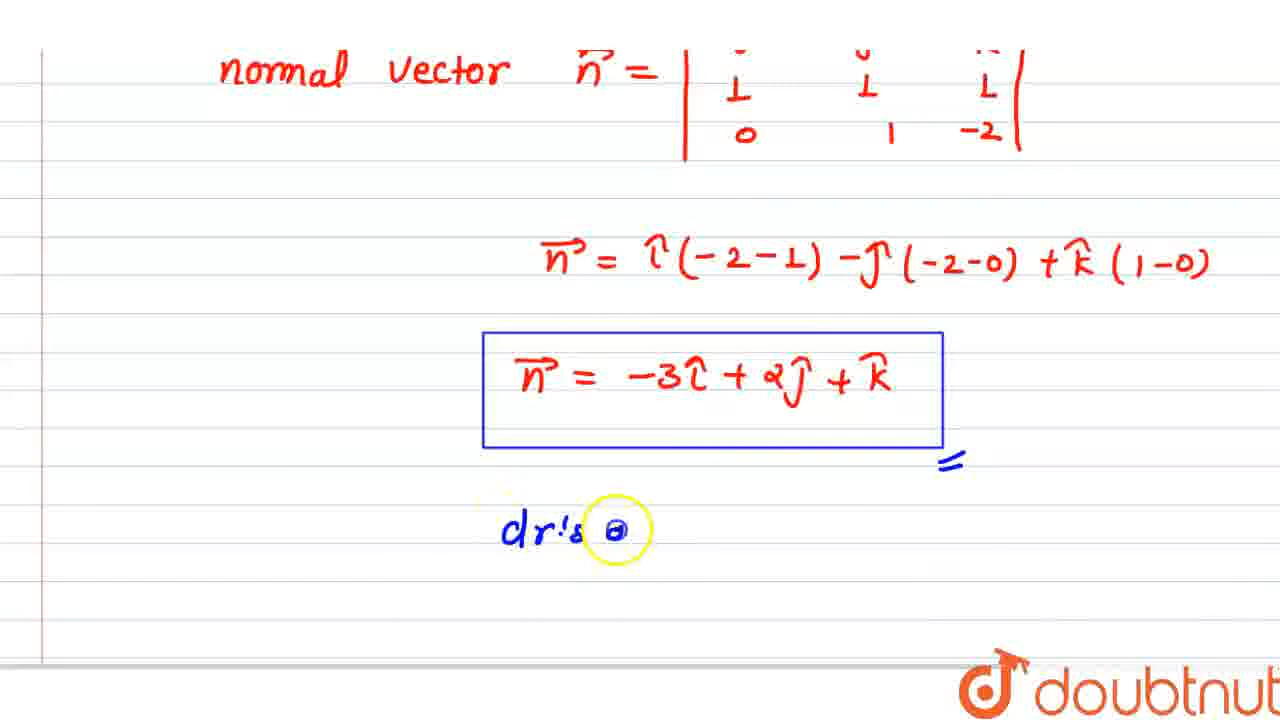 normal vector n⃗ = | 1 1 1
0 1 -2 |
n⃗ = î (-2-1) - ĵ (-2-0) + k̂ (1-0)
n⃗ = -3î + 2ĵ + k̂
dr's
doubtnut